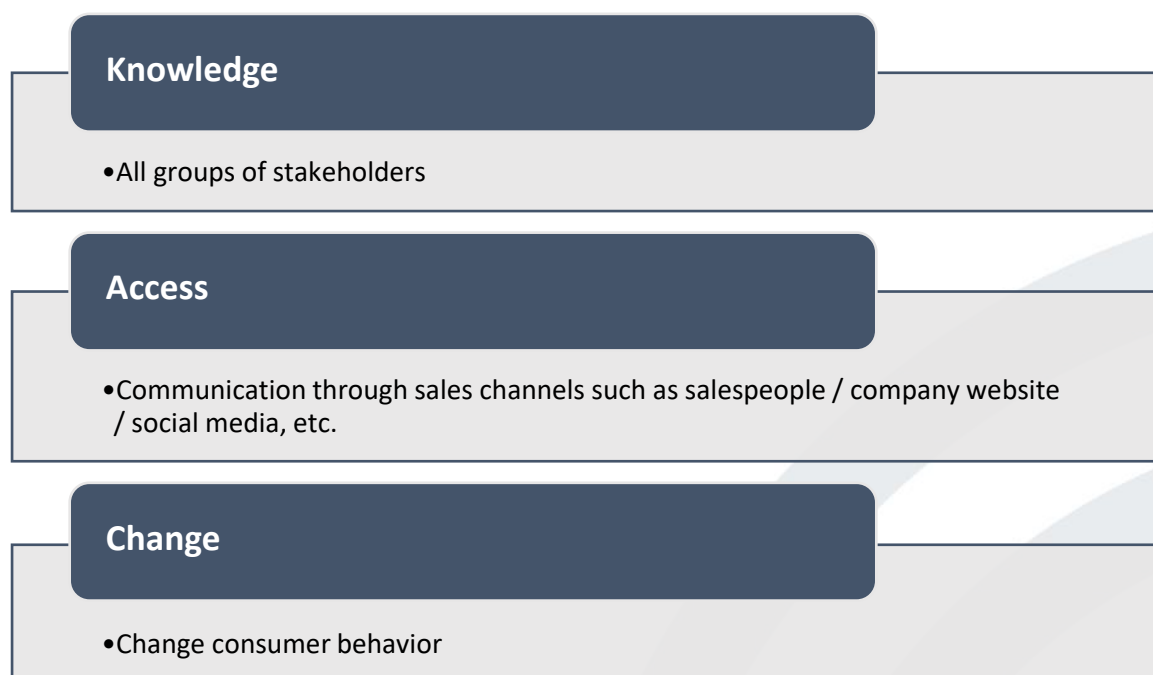 Knowledge
•All groups of stakeholders
Access
•Communication through sales channels such as salespeople / company website
/ social media, etc.
Change
•Change consumer behavior